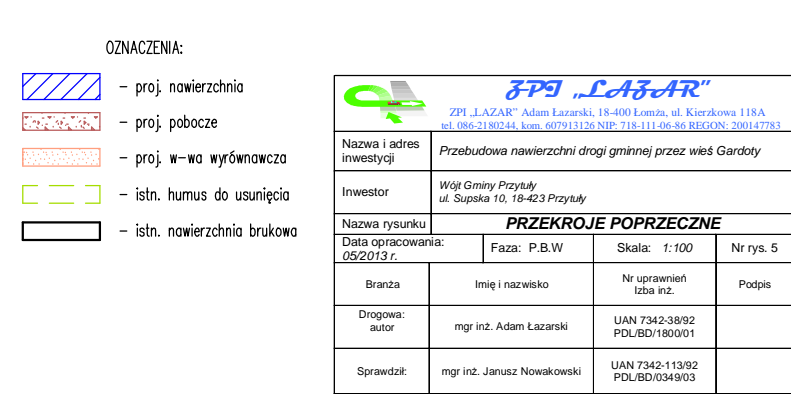 OZNACZENIA:
– proj. nawierzchnia
– proj. pobocze
– proj. w–wa wyrównawcza
– istn. humus do usunięcia
– istn. nawierzchnia brukowa
ZPI „LAZAR”
ZPI „LAZAR” Adam Łazarski, 18-400 Łomża, ul. Kierzkowa 118A
tel. 086-2180244, kom. 607913126 NIP: 718-111-06-86 REGON: 200147783
Nazwa i adres
inwestycji
Przebudowa nawierzchni drogi gminnej przez wieś Gardoty
Inwestor
Wójt Gminy Przytuły
ul. Supska 10, 18-423 Przytuły
Nazwa rysunku
PRZEKROJE POPRZECZNE
Data opracowania:
05/2013 r.
Faza: P.B.W
Skala: 1:100
Nr rys. 5
Branża
Imię i nazwisko
Nr uprawnień
Izba inż.
Podpis
Drogowa:
autor
mgr inż. Adam Łazarski
UAN 7342-38/92
PDL/BD/1800/01
Sprawdził:
mgr inż. Janusz Nowakowski
UAN 7342-113/92
PDL/BD/0349/03